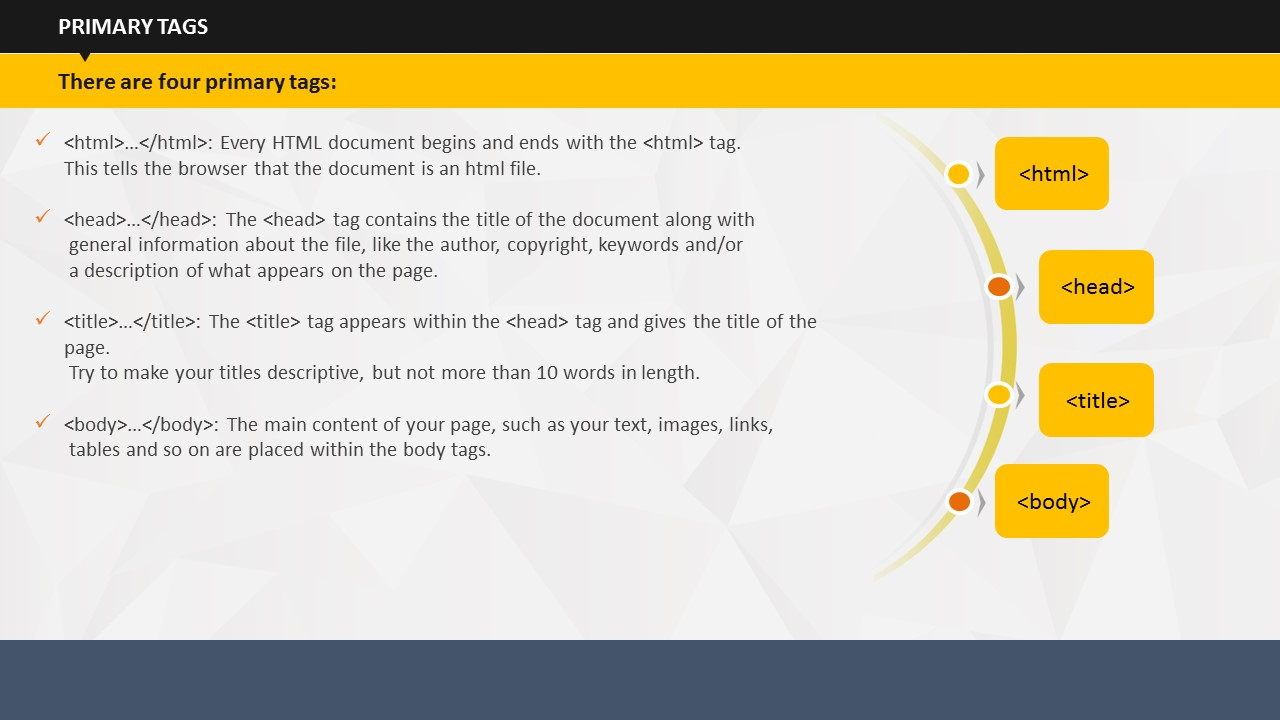 PRIMARY TAGS
There are four primary tags:
<html>...</html>: Every HTML document begins and ends with the <html> tag.
This tells the browser that the document is an html file.
<head>...</head>: The <head> tag contains the title of the document along with
general information about the file, like the author, copyright, keywords and/or
a description of what appears on the page.
<title>...</title>: The <title> tag appears within the <head> tag and gives the title of the
page.
Try to make your titles descriptive, but not more than 10 words in length.
<body>...</body>: The main content of your page, such as your text, images, links,
tables and so on are placed within the body tags.
<html>
<head>
<title>
<body>